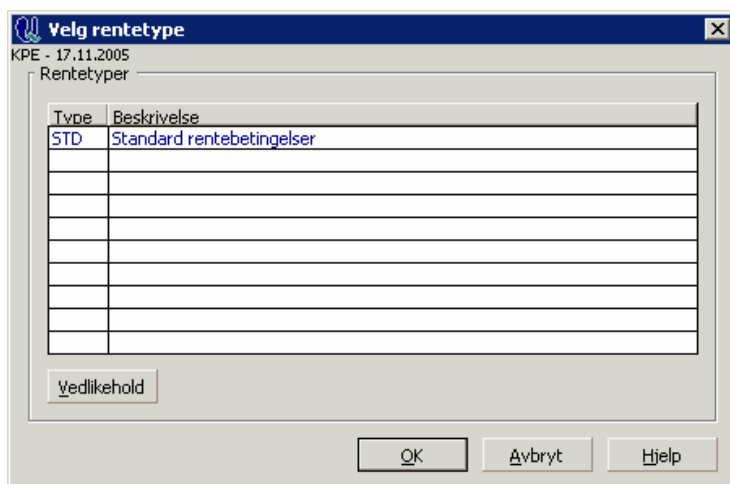 Velg rentetype
KPE - 17.11.2005
Rentetyper
Type Beskrivelse
STD Standard rentebetingelser
Vedlikehold
OK Avbryt Hjelp